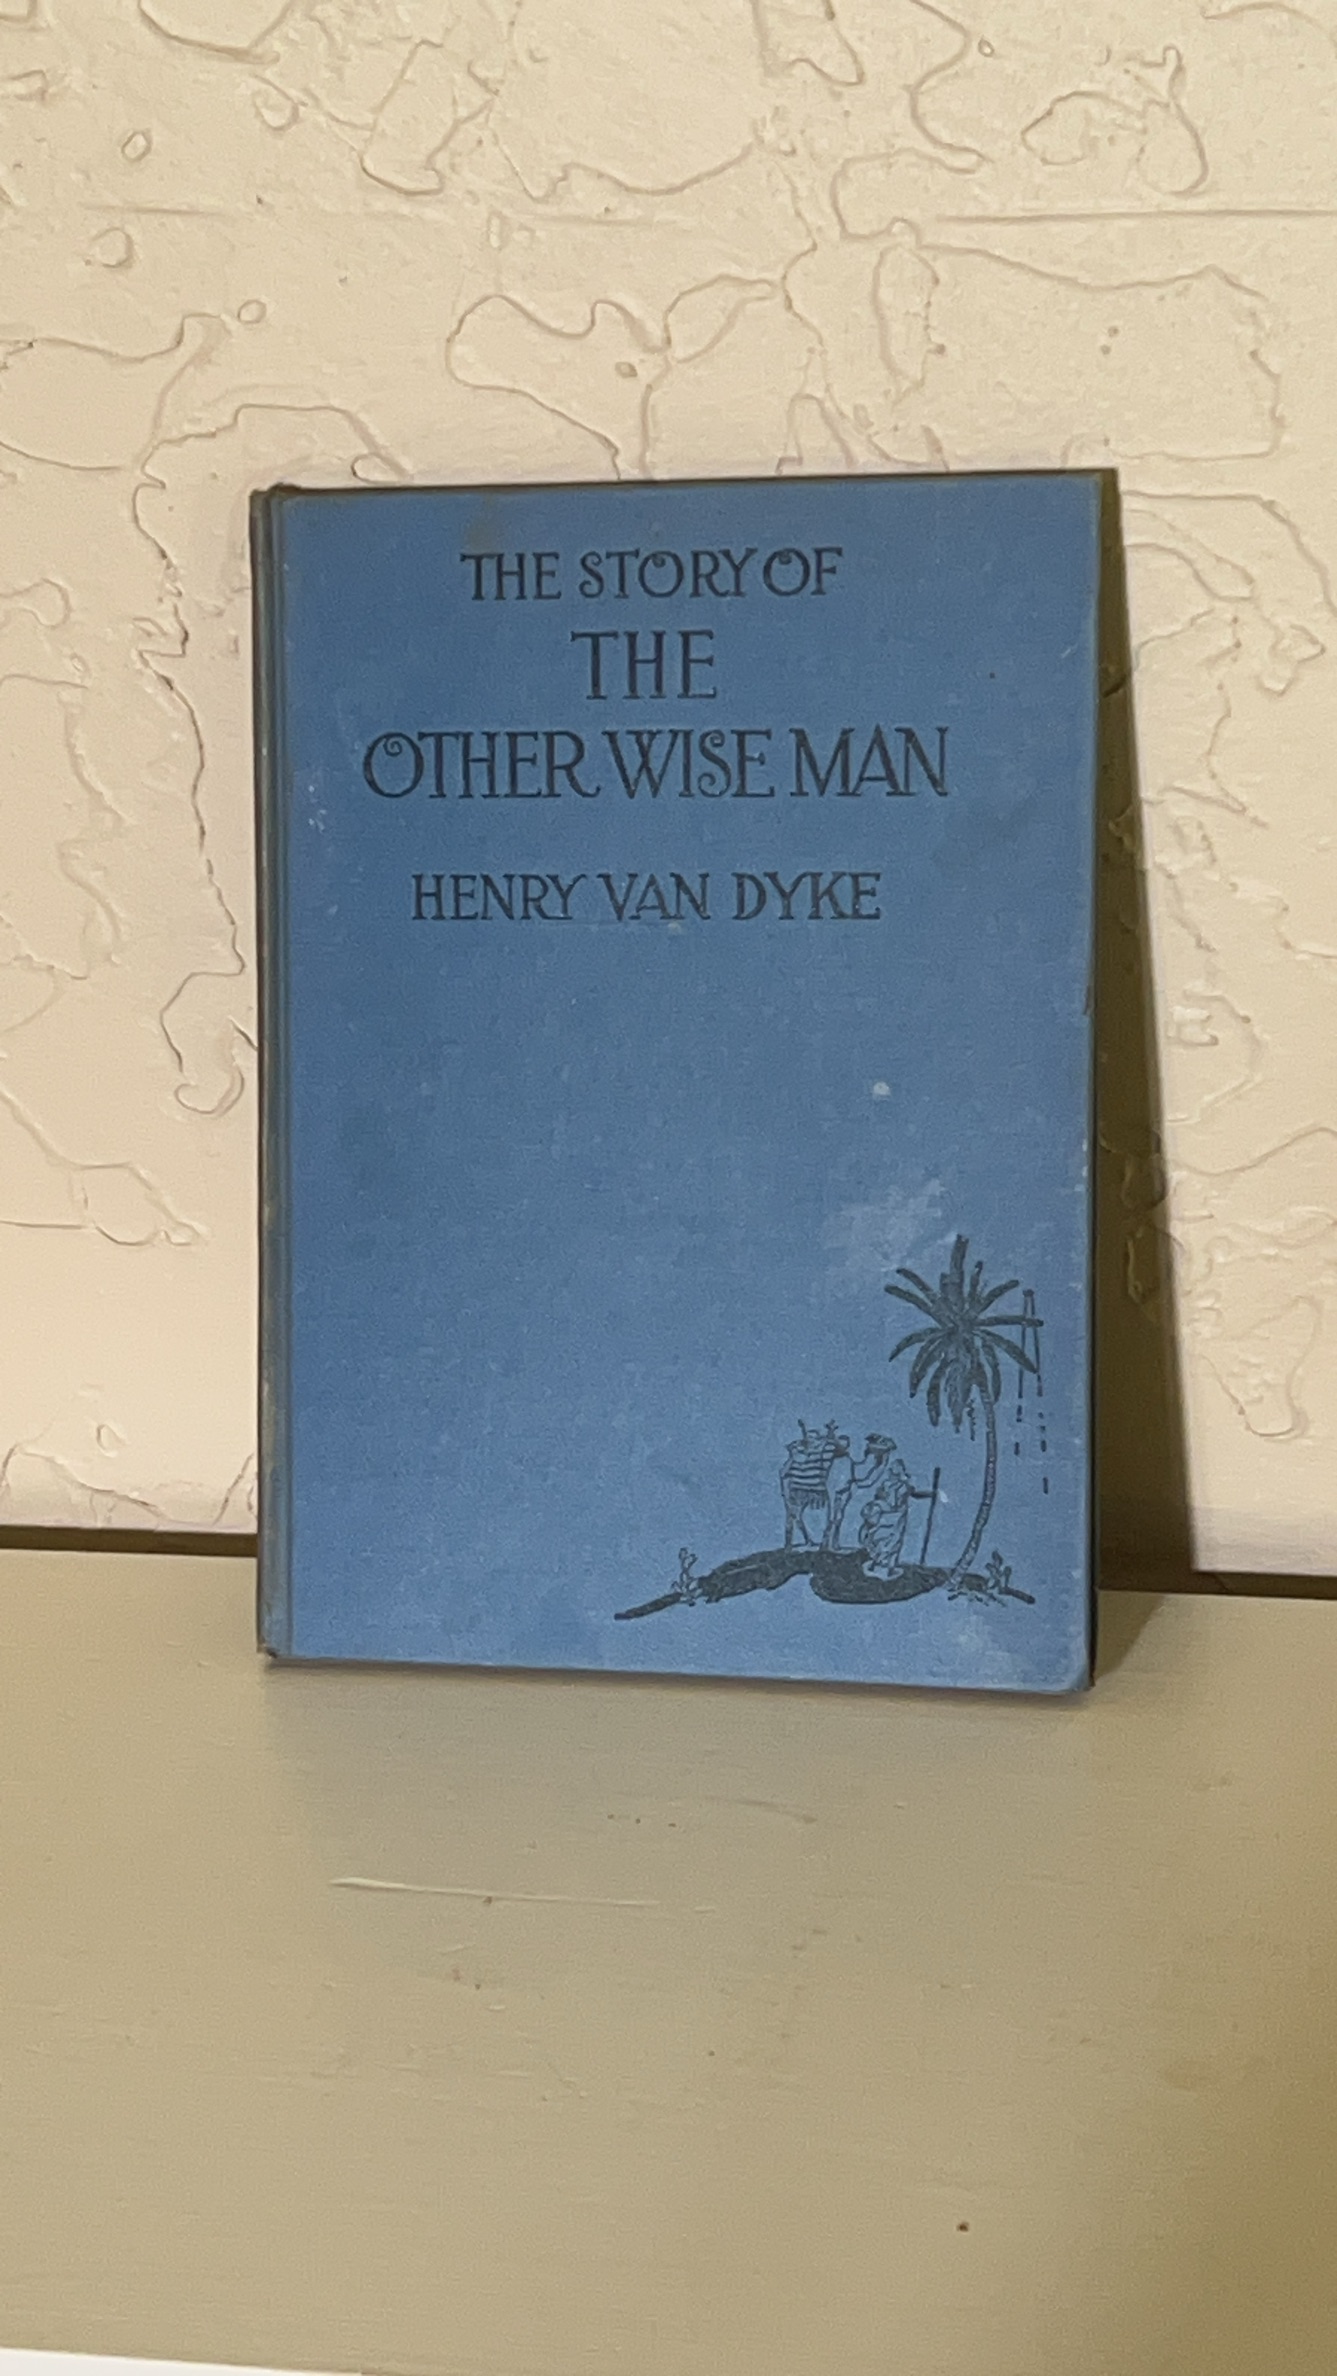 THE STORY OF
THE
OTHER WISE MAN
HENRY VAN DYKE